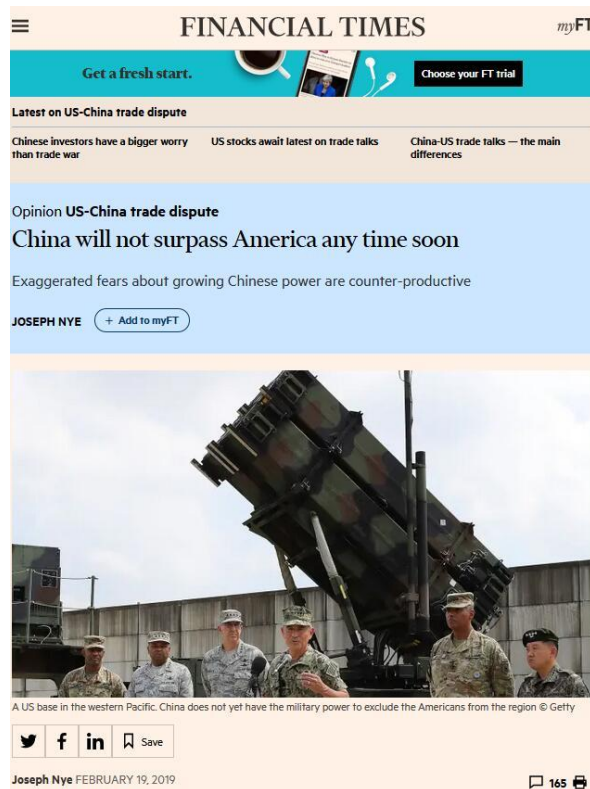 FINANCIAL TIMES
myFT
Get a fresh start.
Choose your FT trial
Latest on US-China trade dispute
Chinese investors have a bigger worry
than trade war
US stocks await latest on trade talks
China-US trade talks — the main
differences
Opinion US-China trade dispute
China will not surpass America any time soon
Exaggerated fears about growing Chinese power are counter-productive
JOSEPH NYE
+ Add to myFT
A US base in the western Pacific. China does not yet have the military power to exclude the Americans from the region © Getty
Save
Joseph Nye FEBRUARY 19, 2019
165